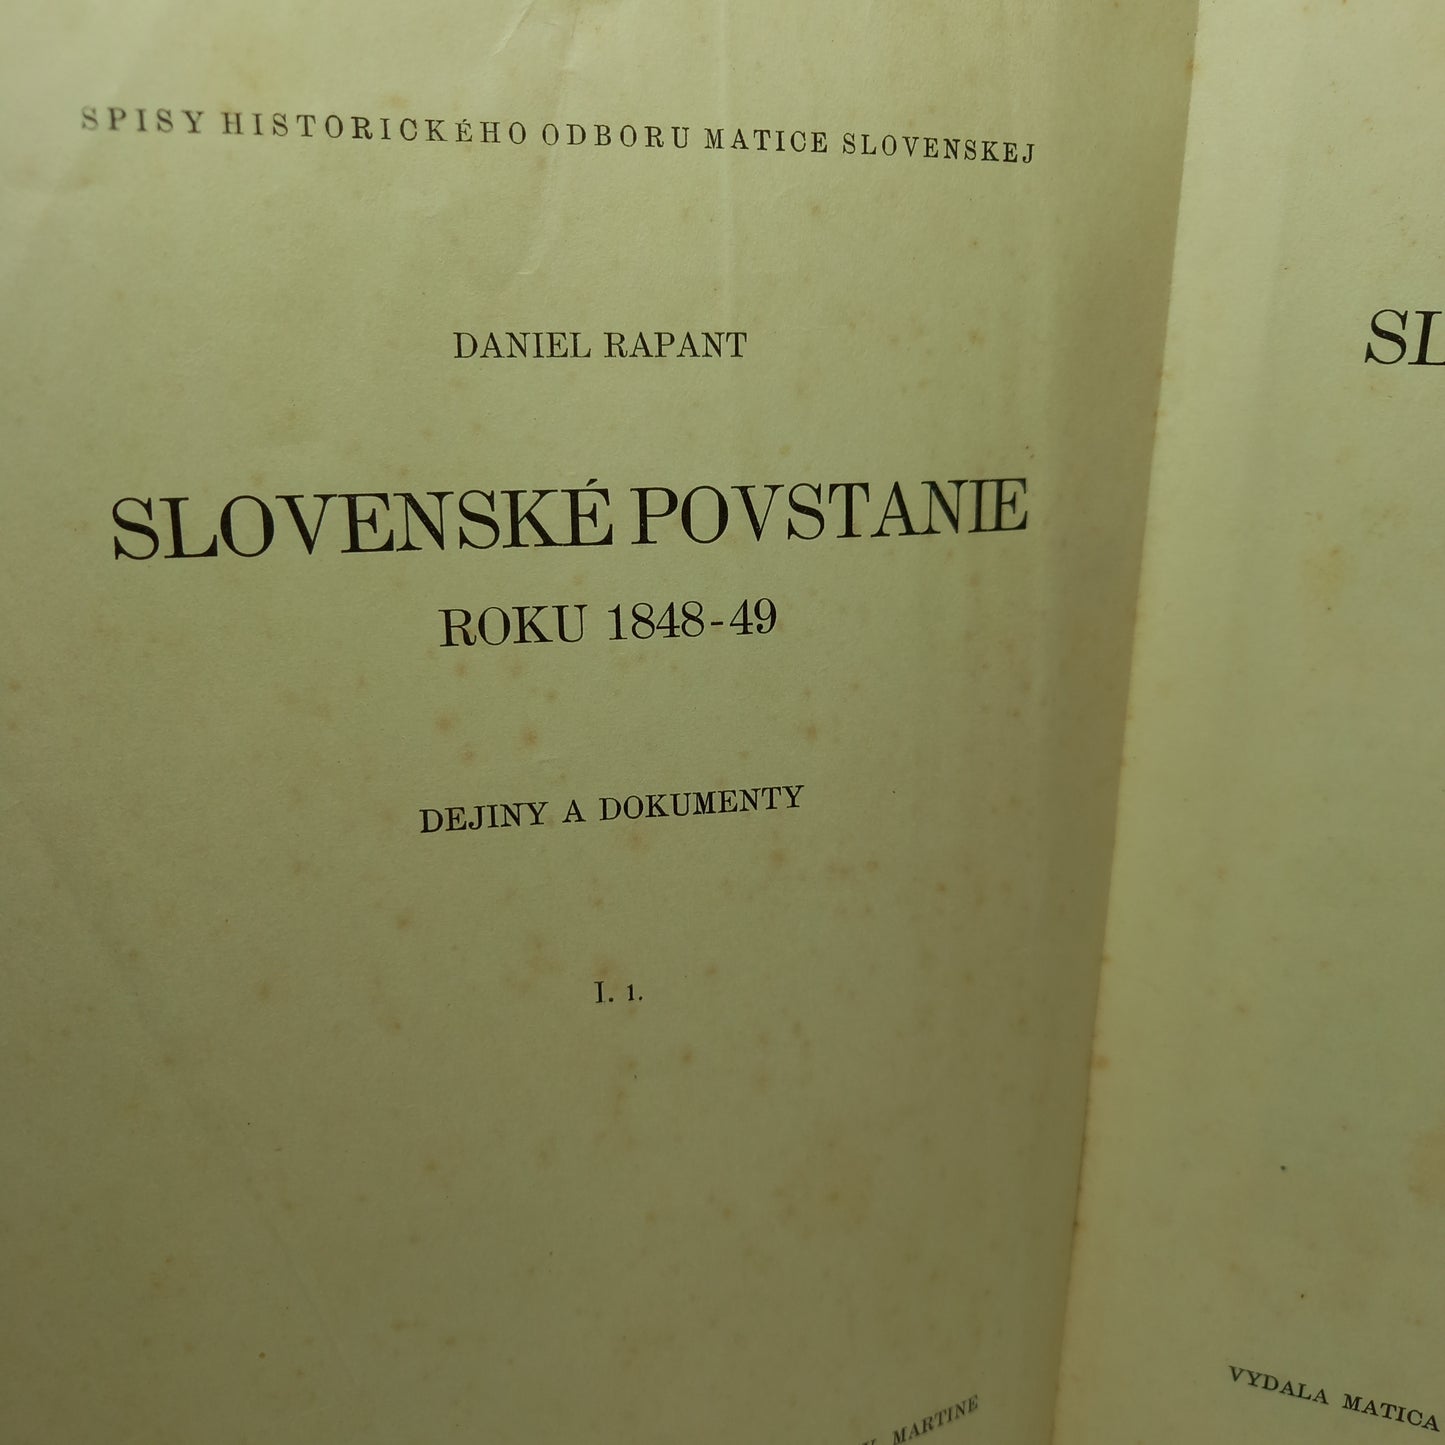 SPISY HISTORICKÉHO ODBORU MATICE SLOVENSKEJ
DANIEL RAPANT
SLOVENSKÉ POVSTANIE
ROKU 1848-49
DEJINY A DOKUMENTY
I. 1.
MARTINE
SL
VYDALA MATICA